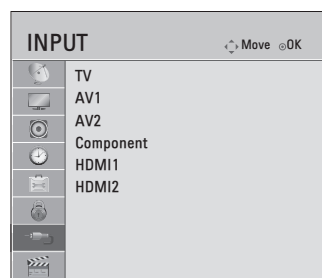 INPUT
Move OK
TV
AV1
AV2
Component
HDMI1
HDMI2